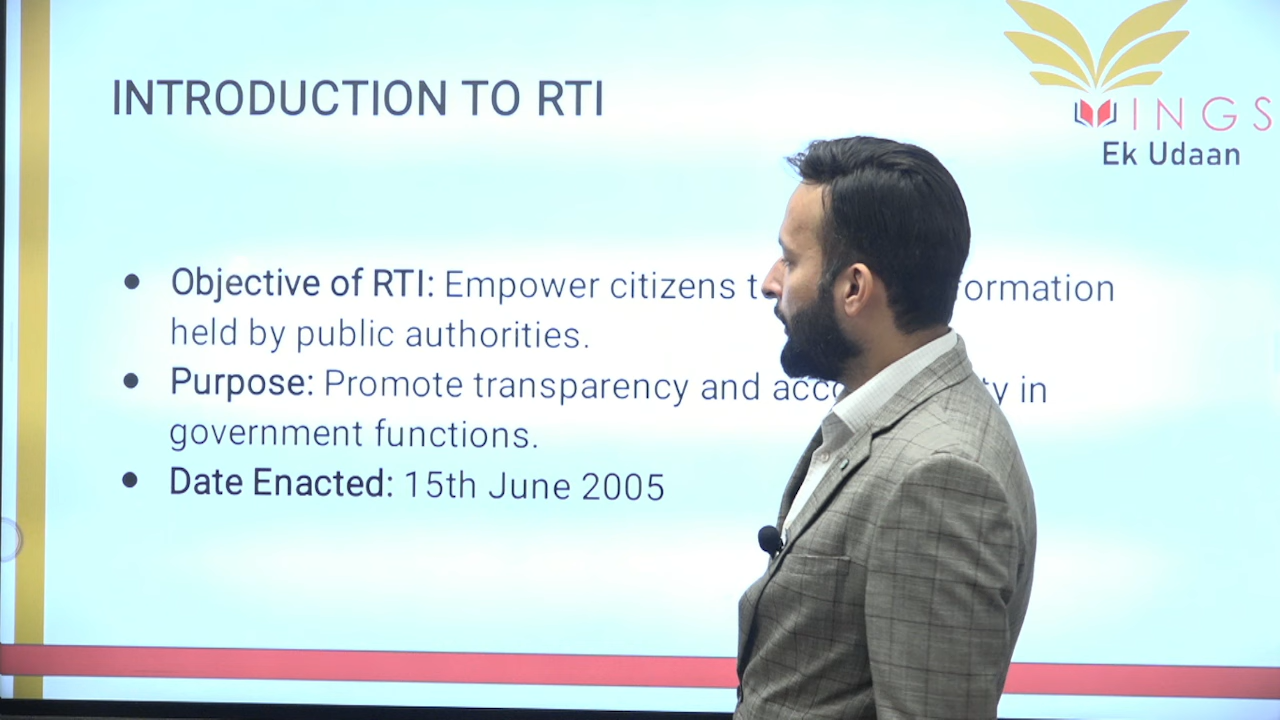 INTRODUCTION TO RTI
WINGS
Ek Udaan
● Objective of RTI: Empower citizens
held by public authorities.
● Purpose: Promote transparency and in
government functions.
● Date Enacted: 15th June 2005